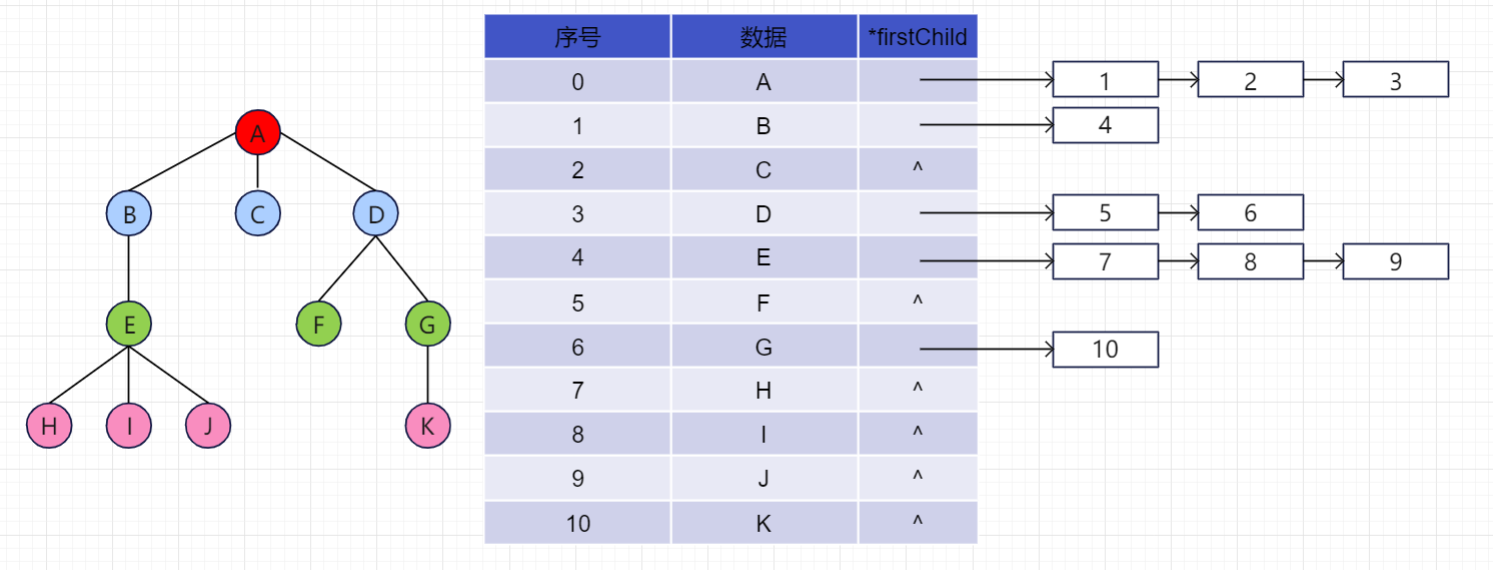 A
B C D
E F G
H I J K
序号 数据 *firstChild
0 A 1 2 3
1 B 4
2 C ^
3 D 5 6
4 E 7 8 9
5 F ^
6 G 10
7 H ^
8 I ^
9 J ^
10 K ^